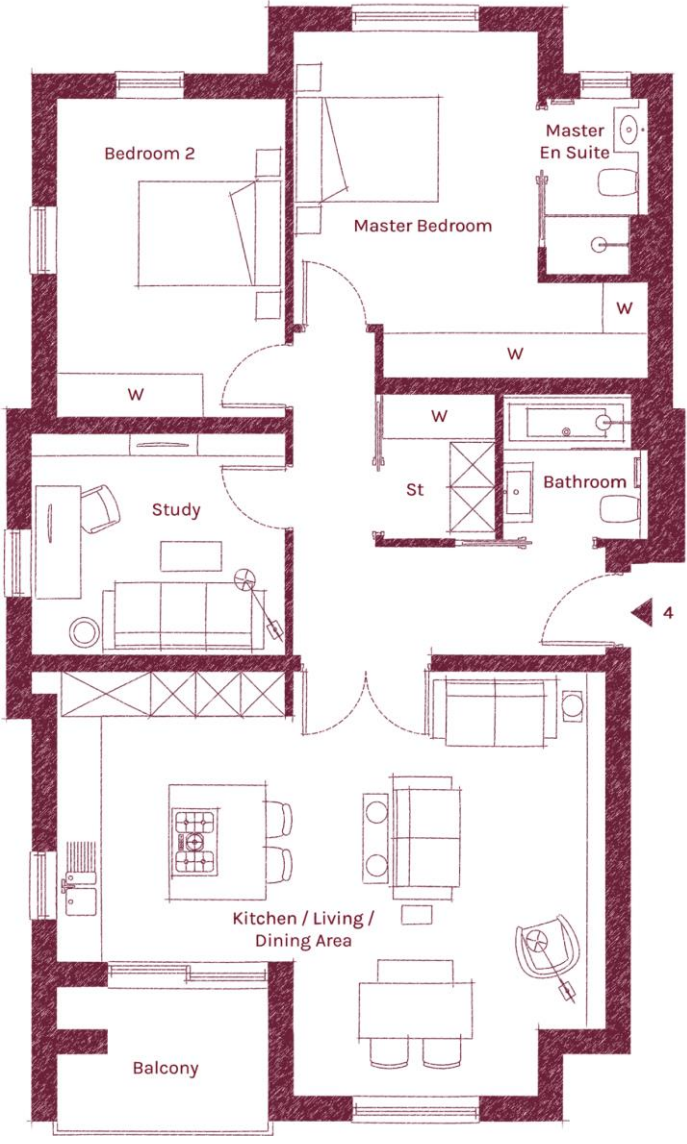 Bedroom 2
Master
En Suite
Master Bedroom
W
W
W
W
St
Bathroom
Study
4
Kitchen / Living /
Dining Area
Balcony